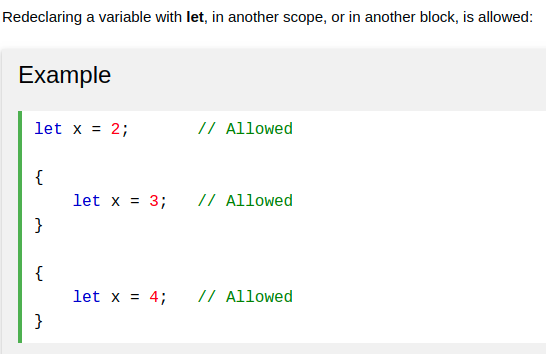 Redeclaring a variable with let, in another scope, or in another block, is allowed:
Example
let x = 2;       // Allowed
{
    let x = 3;   // Allowed
}
{
    let x = 4;   // Allowed
}